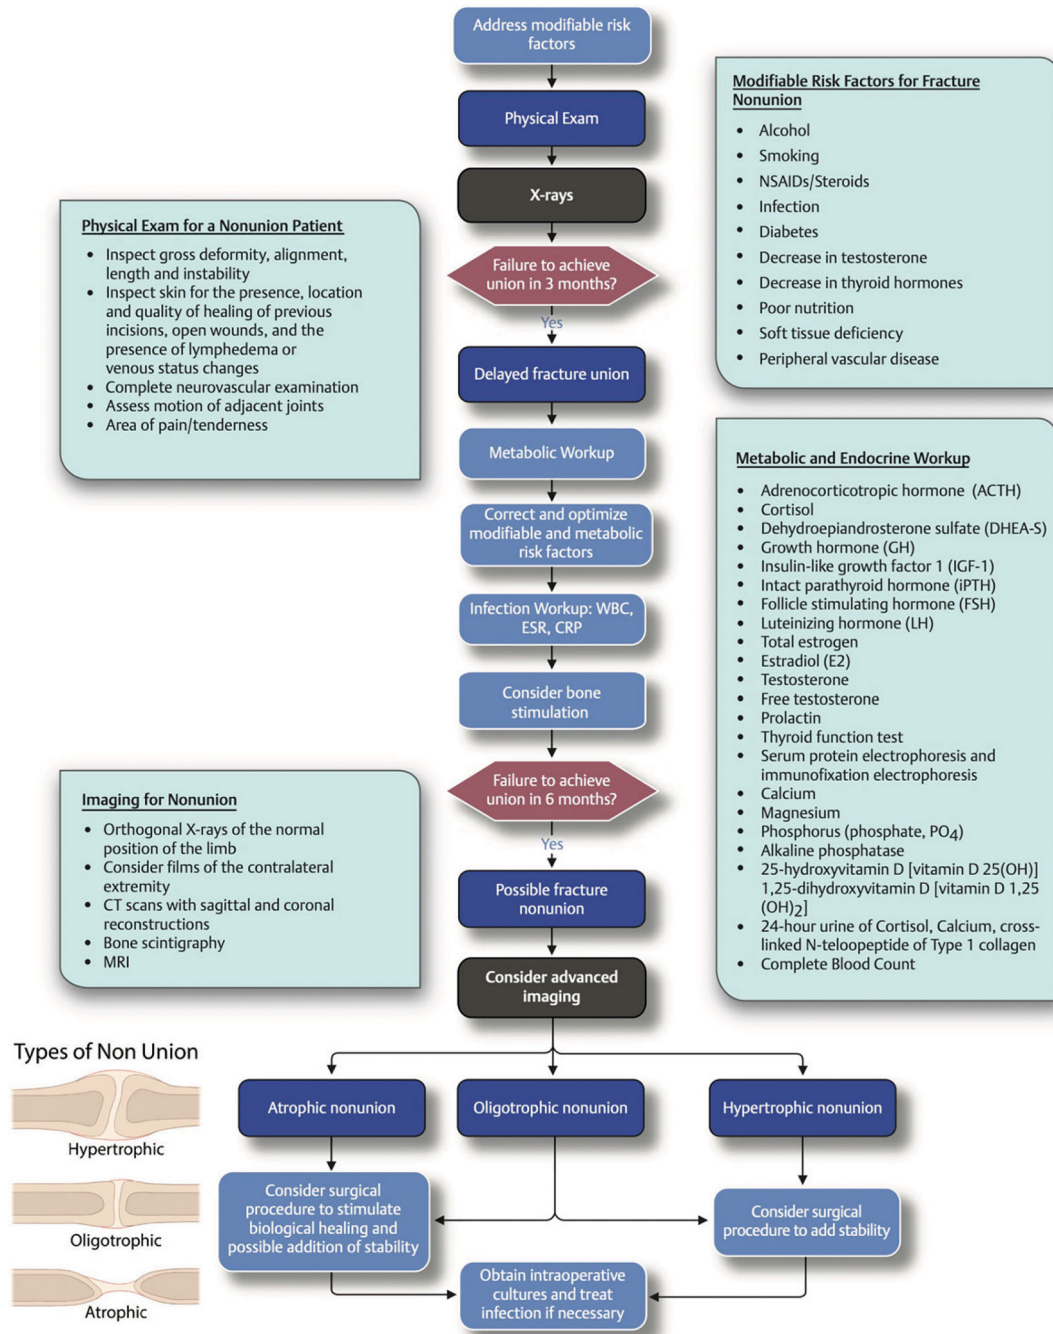 Address modifiable risk
factors
Physical Exam
X-rays
Failure to achieve
union in 3 months?
Yes
Delayed fracture union
Metabolic Workup
Correct and optimize
modifiable and metabolic
risk factors
Infection Workup: WBC,
ESR, CRP
Consider bone
stimulation
Failure to achieve
union in 6 months?
Yes
Possible fracture
nonunion
Consider advanced
imaging
Atrophic nonunion
Oligotrophic nonunion
Hypertrophic nonunion
Consider surgical
procedure to stimulate
biological healing and
possible addition of stability
Consider surgical
procedure to add stability
Obtain intraoperative
cultures and treat
infection if necessary
Physical Exam for a Nonunion Patient
• Inspect gross deformity, alignment,
length and instability
• Inspect skin for the presence, location
and quality of healing of previous
incisions, open wounds, and the
presence of lymphedema or
venous status changes
• Complete neurovascular examination
• Assess motion of adjacent joints
• Area of pain/tenderness
Imaging for Nonunion
• Orthogonal X-rays of the normal
position of the limb
• Consider films of the contralateral
extremity
• CT scans with sagittal and coronal
reconstructions
• Bone scintigraphy
• MRI
Modifiable Risk Factors for Fracture
Nonunion
• Alcohol
• Smoking
• NSAIDs/Steroids
• Infection
• Diabetes
• Decrease in testosterone
• Decrease in thyroid hormones
• Poor nutrition
• Soft tissue deficiency
• Peripheral vascular disease
Metabolic and Endocrine Workup
• Adrenocorticotropic hormone (ACTH)
• Cortisol
• Dehydroepiandrosterone sulfate (DHEA-S)
• Growth hormone (GH)
• Insulin-like growth factor 1 (IGF-1)
• Intact parathyroid hormone (iPTH)
• Follicle stimulating hormone (FSH)
• Luteinizing hormone (LH)
• Total estrogen
• Estradiol (E2)
• Testosterone
• Free testosterone
• Prolactin
• Thyroid function test
• Serum protein electrophoresis and
immunofixation electrophoresis
• Calcium
• Magnesium
• Phosphorus (phosphate, PO4)
• Alkaline phosphatase
• 25-hydroxyvitamin D [vitamin D 25(OH)]
1,25-dihydroxyvitamin D [vitamin D 1,25
(OH)2]
• 24-hour urine of Cortisol, Calcium, cross-
linked N-teloopeptide of Type 1 collagen
• Complete Blood Count
Types of Non Union
Hypertrophic
Oligotrophic
Atrophic